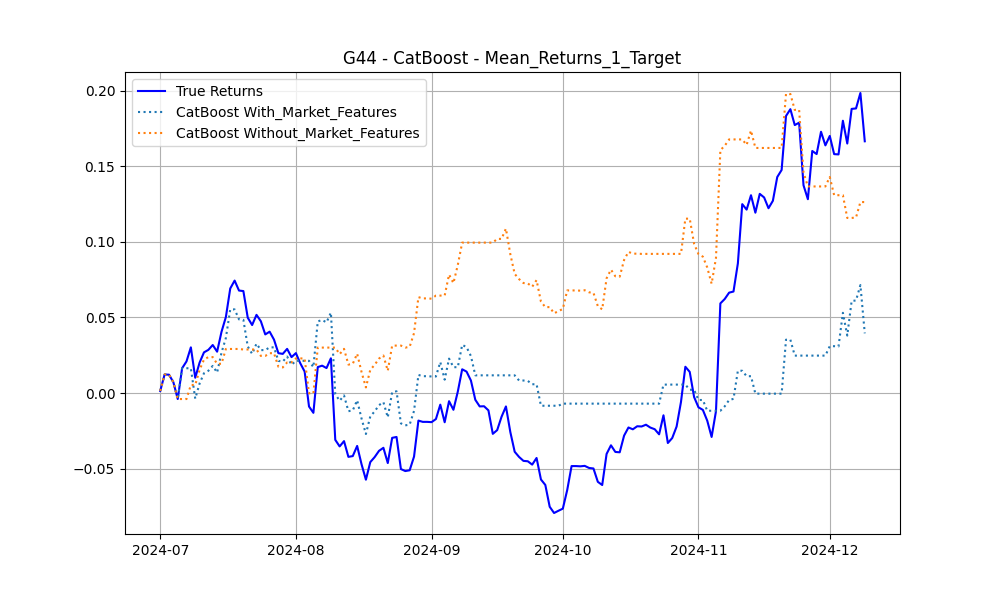 G44 - CatBoost - Mean_Returns_1_Target
True Returns
CatBoost With_Market_Features
CatBoost Without_Market_Features
0.20
0.15
0.10
0.05
0.00
−0.05
2024-07 2024-08 2024-09 2024-10 2024-11 2024-12